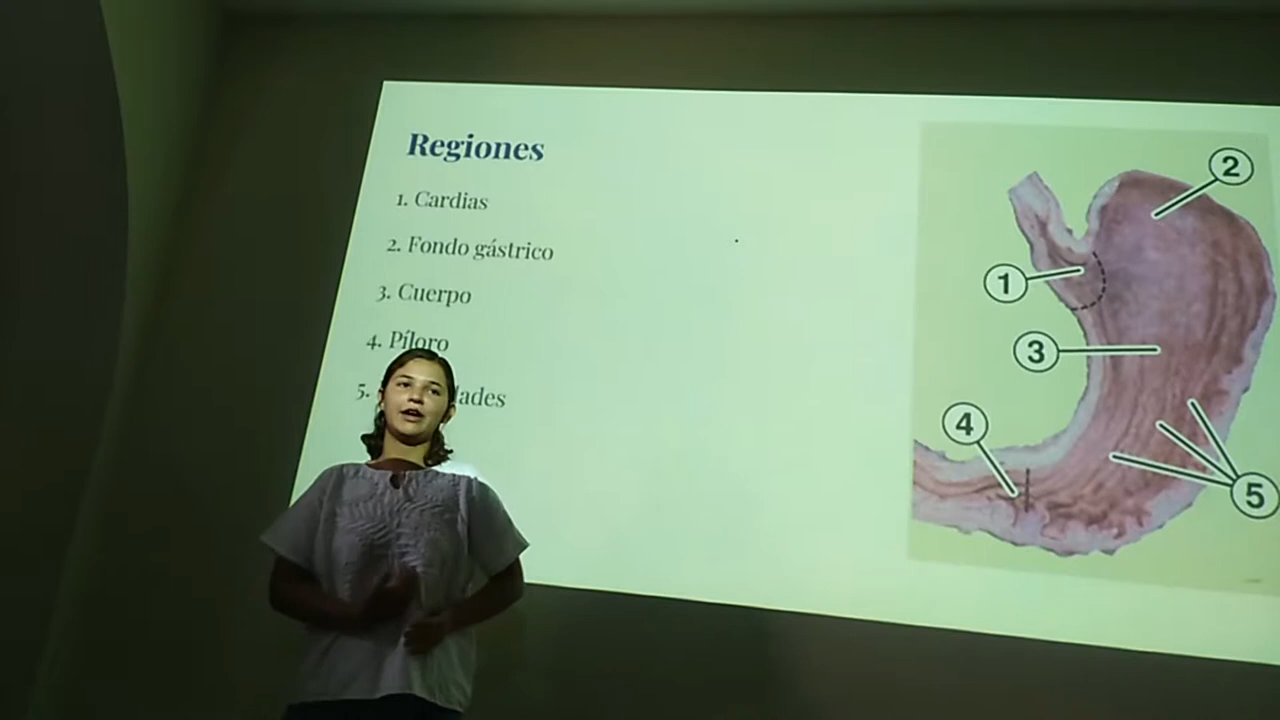 Regiones
1. Cardias
2. Fondo gástrico
3. Cuerpo
4. Píloro
5.
2
1
3
4
5